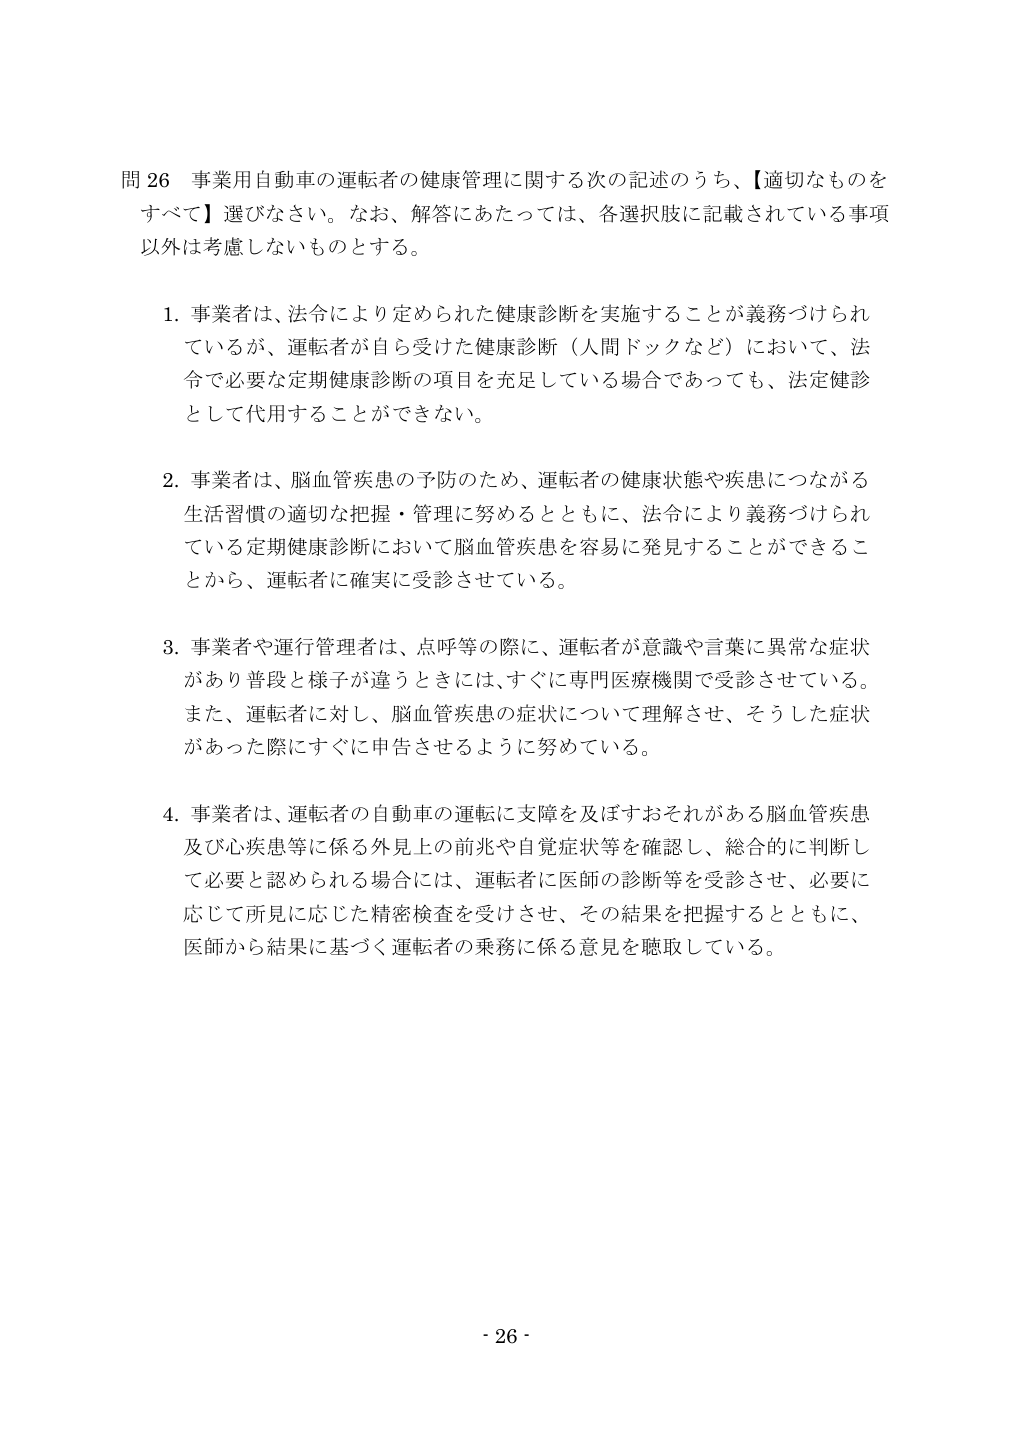 問 26　事業用自動車の運転者の健康管理に関する次の記述のうち、【適切なものを
すべて】選びなさい。なお、解答にあたっては、各選択肢に記載されている事項
以外は考慮しないものとする。
1. 事業者は、法令により定められた健康診断を実施することが義務づけられ
ているが、運転者が自ら受けた健康診断（人間ドックなど）において、法
令で必要な定期健康診断の項目を充足している場合であっても、法定健診
として代用することができない。
2. 事業者は、脳血管疾患の予防のため、運転者の健康状態や疾患につながる
生活習慣の適切な把握・管理に努めるとともに、法令により義務づけられ
ている定期健康診断において脳血管疾患を容易に発見することができるこ
とから、運転者に確実に受診させている。
3. 事業者や運行管理者は、点呼等の際に、運転者が意識や言葉に異常な症状
があり普段と様子が違うときには、すぐに専門医療機関で受診させている。
また、運転者に対し、脳血管疾患の症状について理解させ、そうした症状
があった際にすぐに申告させるように努めている。
4. 事業者は、運転者の自動車の運転に支障を及ぼすおそれがある脳血管疾患
及び心疾患等に係る外見上の前兆や自覚症状等を確認し、総合的に判断し
て必要と認められる場合には、運転者に医師の診断等を受診させ、必要に
応じて所見に応じた精密検査を受けさせ、その結果を把握するとともに、
医師から結果に基づく運転者の乗務に係る意見を聴取している。
- 26 -